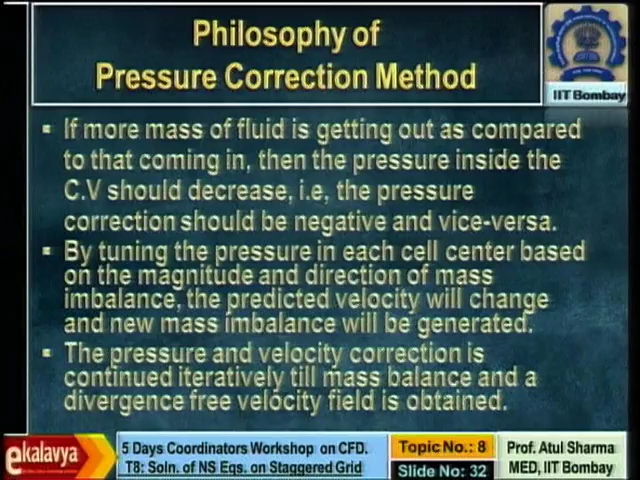 Philosophy of
Pressure Correction Method
IIT Bombay
▪ If more mass of fluid is getting out as compared
to that coming in, then the pressure inside the
C.V should decrease, i.e, the pressure
correction should be negative and vice-versa.
▪ By tuning the pressure in each cell center based
on the magnitude and direction of mass
imbalance, the predicted velocity will change
and new mass imbalance will be generated.
▪ The pressure and velocity correction is
continued iteratively till mass balance and a
divergence free velocity field is obtained.
ekalavya
5 Days Coordinators Workshop on CFD.
T8: Soln. of NS Eqs. on Staggered Grid
Topic No.: 8
Slide No: 32
Prof. Atul Sharma
MED, IIT Bombay